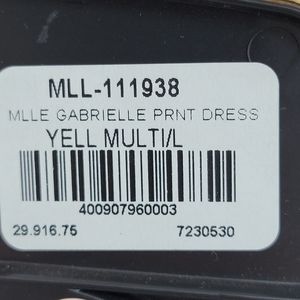 MLL-111938
MLLE GABRIELLE PRNT DRESS
YELL MULTI/L
400907960003
29.916.75 7230530